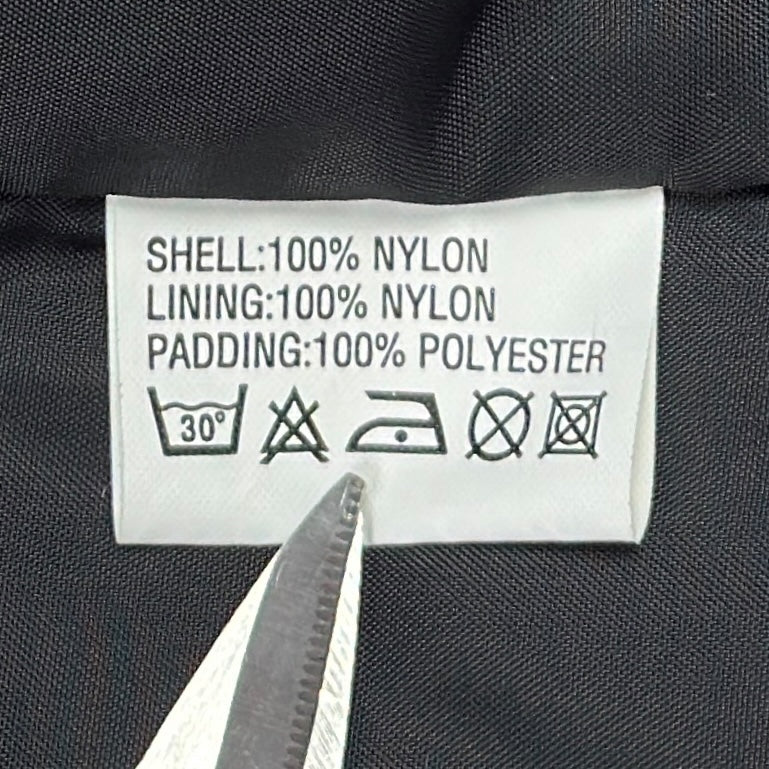 SHELL:100% NYLON
LINING:100% NYLON
PADDING:100% POLYESTER
30°